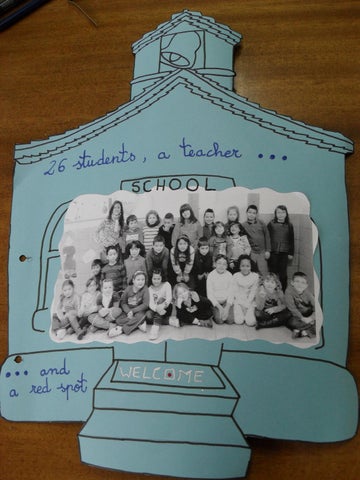 26 students, a teacher ...
SCHOOL
... and
a red spot
WELCOME